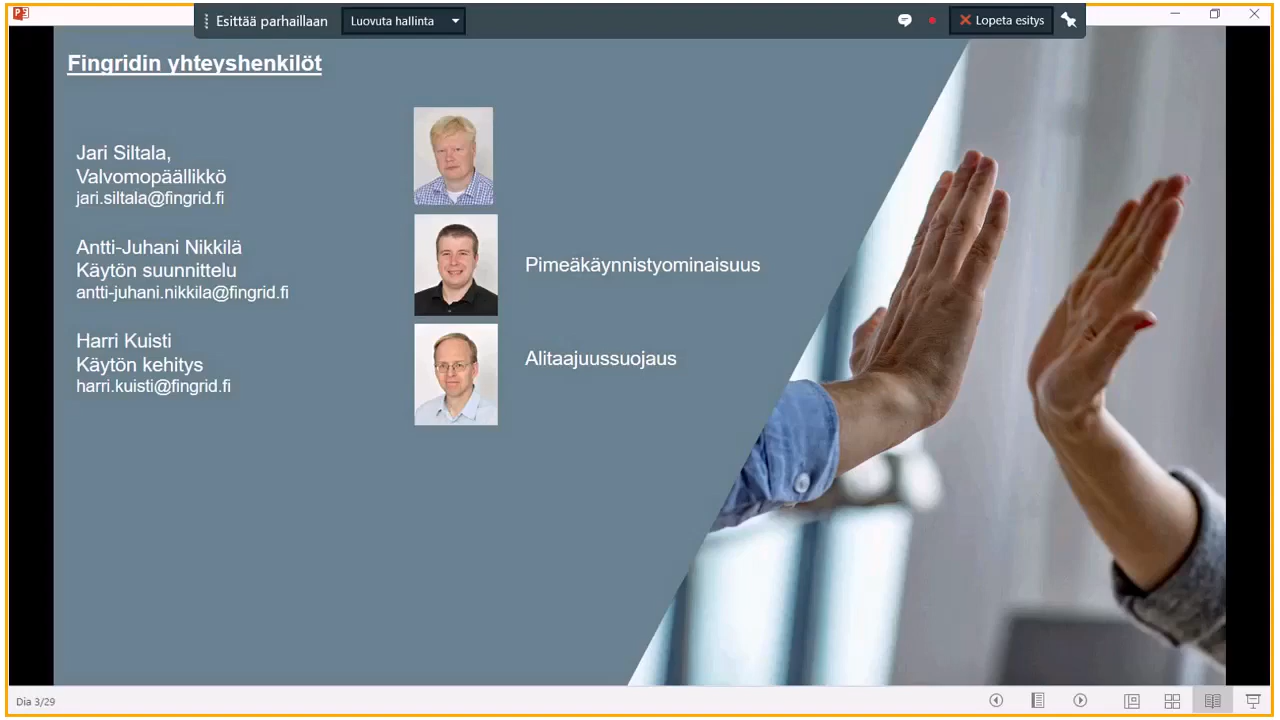 Esittää parhaillaan
Luovuta hallinta
Lopeta esitys
Fingridin yhteyshenkilöt
Jari Siltala,
Valvomopäällikkö
jari.siltala@fingrid.fi
Antti-Juhani Nikkilä
Käytön suunnittelu
antti-juhani.nikkila@fingrid.fi
Pimeäkäynnistyominaisuus
Harri Kuisti
Käytön kehitys
harri.kuisti@fingrid.fi
Alitaajuussuojaus
Dia 3/29